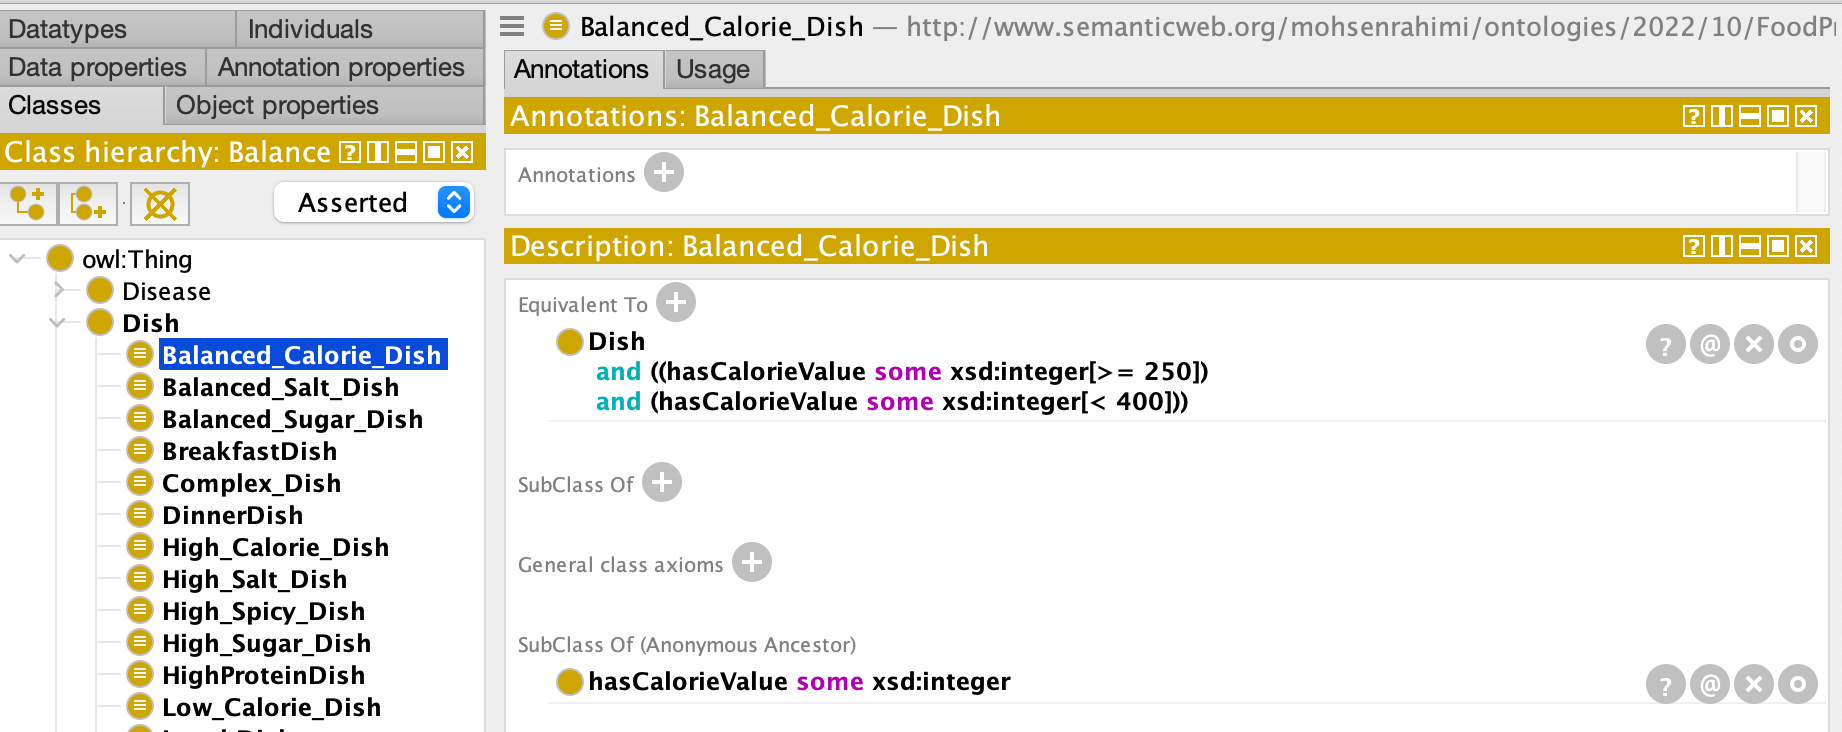 Datatypes
Individuals
Data properties
Annotation properties
Classes
Object properties
Class hierarchy: Balance
Asserted
owl:Thing
Disease
Dish
Balanced_Calorie_Dish
Balanced_Salt_Dish
Balanced_Sugar_Dish
BreakfastDish
Complex_Dish
DinnerDish
High_Calorie_Dish
High_Salt_Dish
High_Spicy_Dish
High_Sugar_Dish
HighProteinDish
Low_Calorie_Dish
Balanced_Calorie_Dish — http://www.semanticweb.org/mohsenrahimi/ontologies/2022/10/FoodPr
Annotations
Usage
Annotations: Balanced_Calorie_Dish
Annotations
Description: Balanced_Calorie_Dish
Equivalent To
Dish
and ((hasCalorieValue some xsd:integer[>= 250])
and (hasCalorieValue some xsd:integer[< 400]))
SubClass Of
General class axioms
SubClass Of (Anonymous Ancestor)
hasCalorieValue some xsd:integer